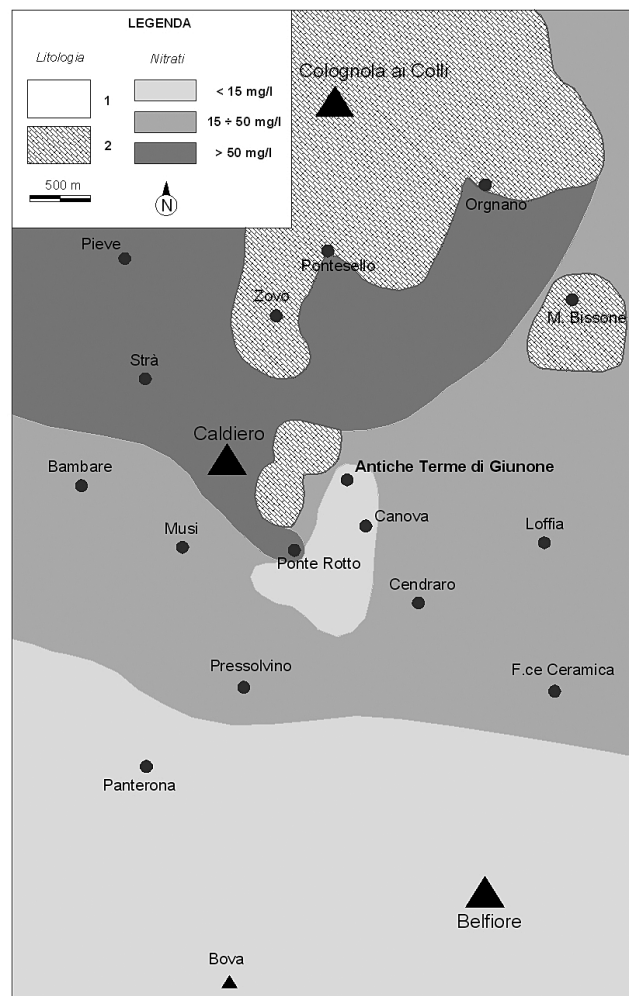 LEGENDA
Litologia
Nitrati
1
< 15 mg/l
2
15 ÷ 50 mg/l
> 50 mg/l
500 m
N
Colognola ai Colli
Orgnano
Pieve
Pontesello
Zovo
M. Bissone
Strà
Caldiero
Bambare
Antiche Terme di Giunone
Canova
Musi
Loffia
Ponte Rotto
Cendraro
Pressolvino
F.ce Ceramica
Panterona
Belfiore
Bova